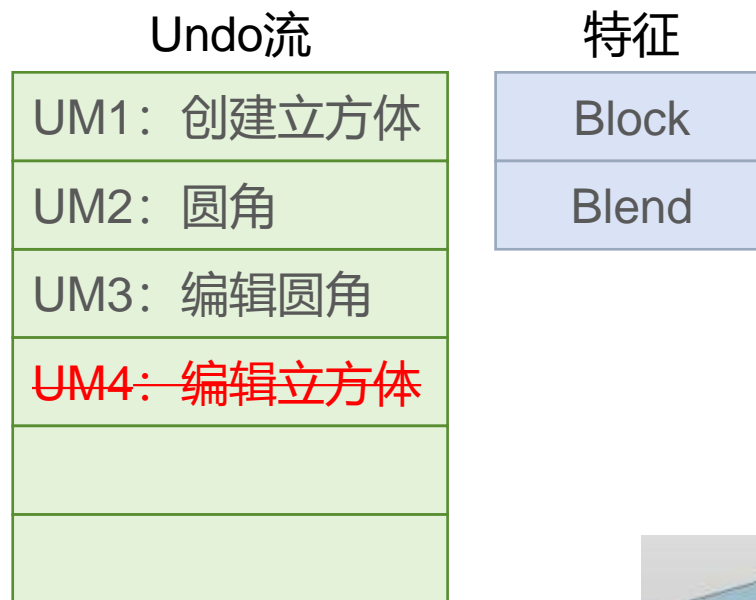 Undo流
特征
UM1：创建立方体
Block
UM2：圆角
Blend
UM3：编辑圆角
UM4：编辑立方体